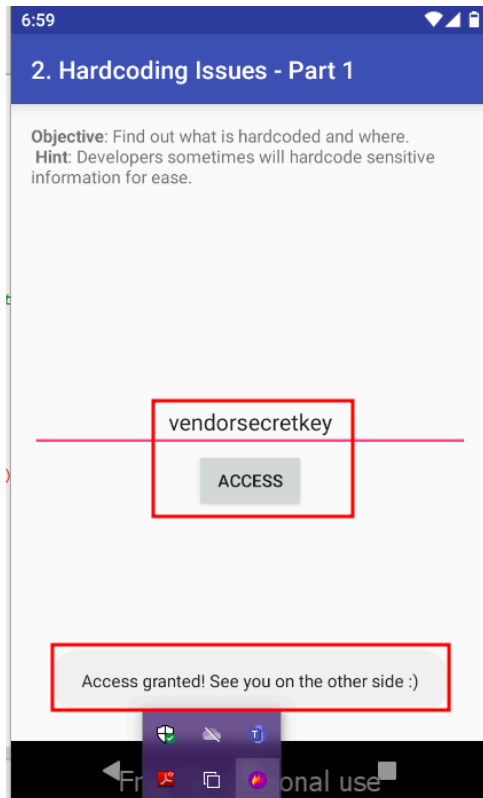 6:59
2. Hardcoding Issues - Part 1
Objective: Find out what is hardcoded and where.
Hint: Developers sometimes will hardcode sensitive
information for ease.
vendorsecretkey
ACCESS
Access granted! See you on the other side :)
use